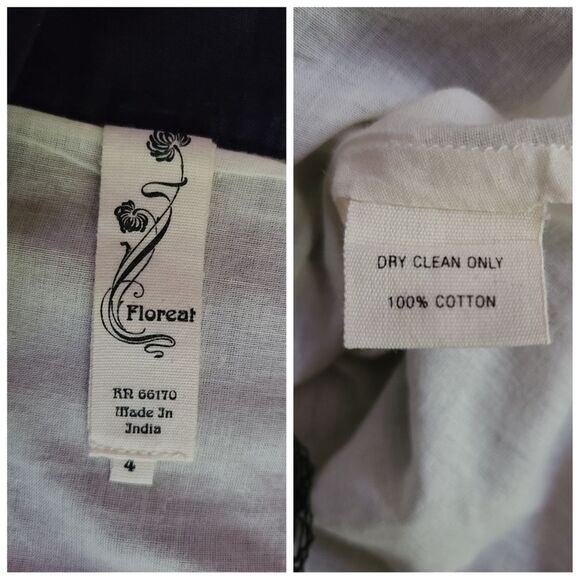 Floreat
RN 66170
Made In
India
4
DRY CLEAN ONLY
100% COTTON